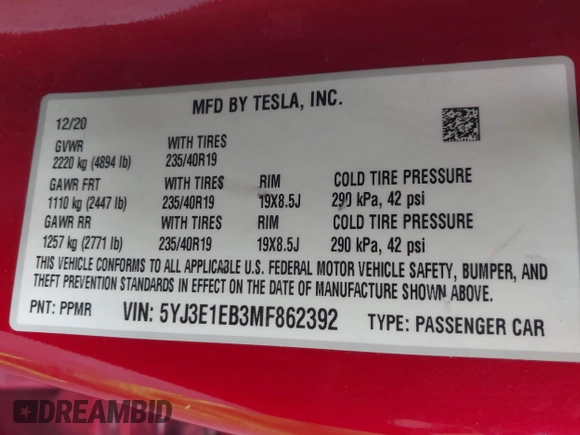 MFD BY TESLA, INC.
12/20
GVWR WITH TIRES
2220 kg (4894 lb) 235/40R19
GAWR FRT WITH TIRES RIM COLD TIRE PRESSURE
1110 kg (2447 lb) 235/40R19 19X8.5J 290 kPa, 42 psi
GAWR RR WITH TIRES RIM COLD TIRE PRESSURE
1257 kg (2771 lb) 235/40R19 19X8.5J 290 kPa, 42 psi
THIS VEHICLE CONFORMS TO ALL APPLICABLE U.S. FEDERAL MOTOR VEHICLE SAFETY, BUMPER, AND
THEFT PREVENTION STANDARDS IN EFFECT ON THE DATE OF MANUFACTURE SHOWN ABOVE.
PNT: PPMR VIN: 5YJ3E1EB3MF862392 TYPE: PASSENGER CAR
DREAMBID